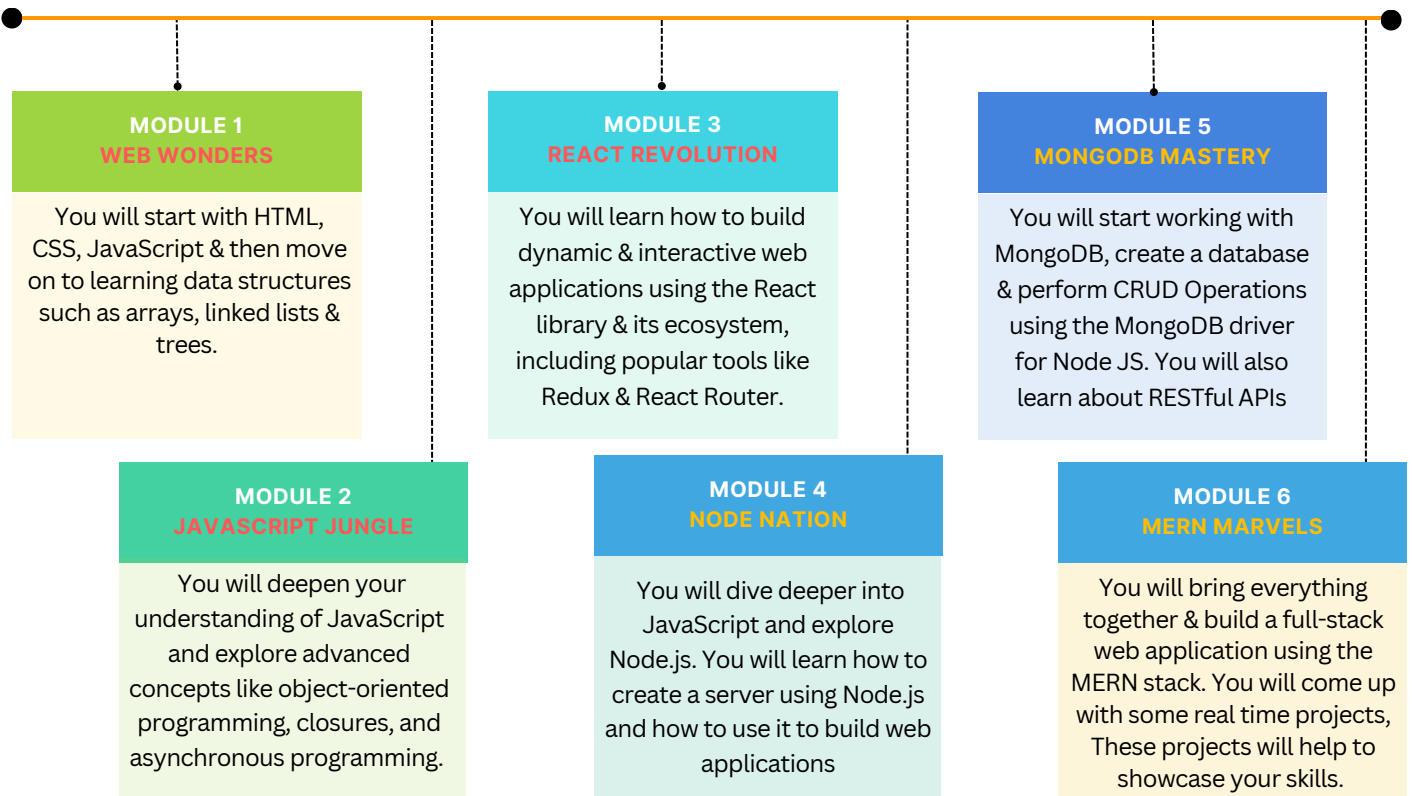 MODULE 1
WEB WONDERS
You will start with HTML,
CSS, JavaScript & then move
on to learning data structures
such as arrays, linked lists &
trees.
MODULE 2
JAVASCRIPT JUNGLE
You will deepen your
understanding of JavaScript
and explore advanced
concepts like object-oriented
programming, closures, and
asynchronous programming.
MODULE 3
REACT REVOLUTION
You will learn how to build
dynamic & interactive web
applications using the React
library & its ecosystem,
including popular tools like
Redux & React Router.
MODULE 4
NODE NATION
You will dive deeper into
JavaScript and explore
Node.js. You will learn how to
create a server using Node.js
and how to use it to build web
applications
MODULE 5
MONGODB MASTERY
You will start working with
MongoDB, create a database
& perform CRUD Operations
using the MongoDB driver
for Node JS. You will also
learn about RESTful APIs
MODULE 6
MERN MARVELS
You will bring everything
together & build a full-stack
web application using the
MERN stack. You will come up
with some real time projects,
These projects will help to
showcase your skills.